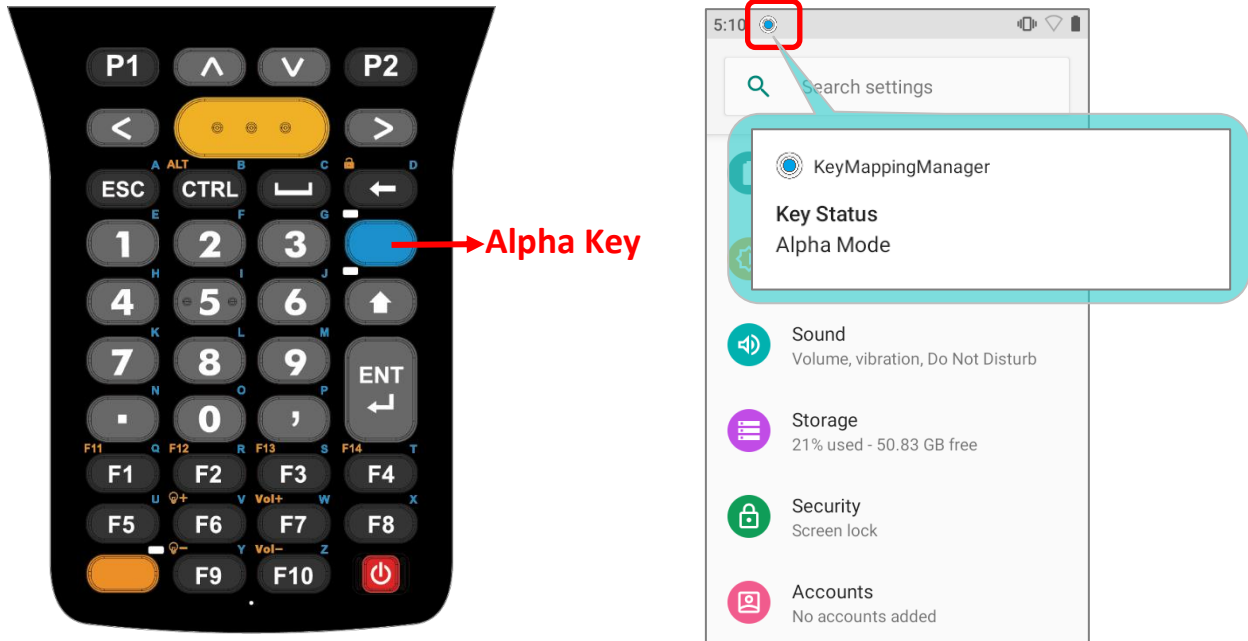 P1 ∧ ∨ P2
< >
A ALT B C D
ESC CTRL
E F G
1 2 3
Alpha Key
H I J
4 5 6
K L M
7 8 9
ENT
N O P
. 0 ,
F11 Q F12 R F13 S F14 T
F1 F2 F3 F4
U + V Vol+ W X
F5 F6 F7 F8
- Y Vol- Z
F9 F10
5:10
Search settings
KeyMappingManager
Key Status
Alpha Mode
Sound
Volume, vibration, Do Not Disturb
Storage
21% used - 50.83 GB free
Security
Screen lock
Accounts
No accounts added